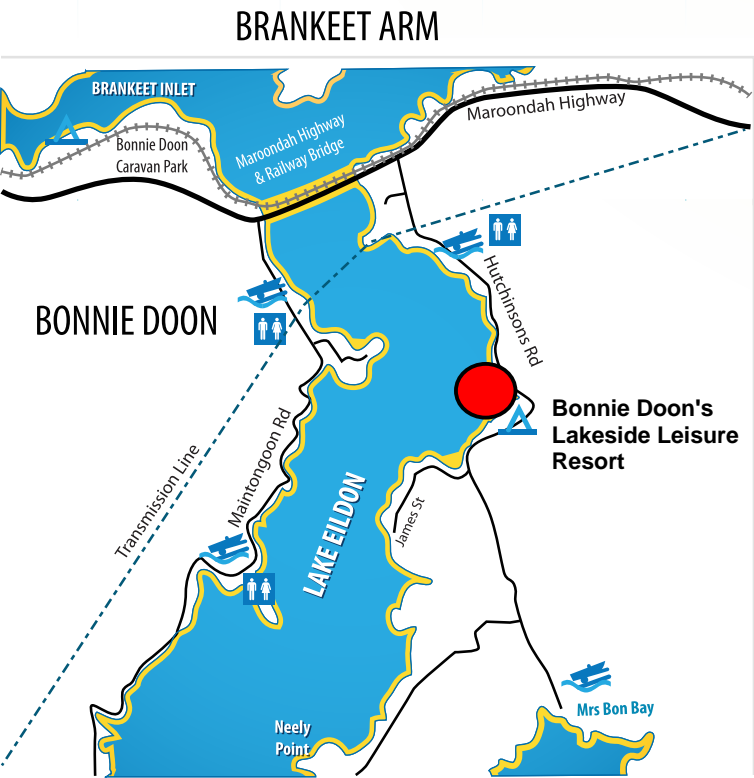 BRANKEET ARM
BRANKEET INLET
Maroondah Highway
Bonnie Doon
Caravan Park
Maroondah Highway
& Railway Bridge
Hutchinsons Rd
BONNIE DOON
Bonnie Doon's
Lakeside Leisure
Resort
Transmission Line
Maintongoon Rd
LAKE EILDON
James St
Mrs Bon Bay
Neely
Point